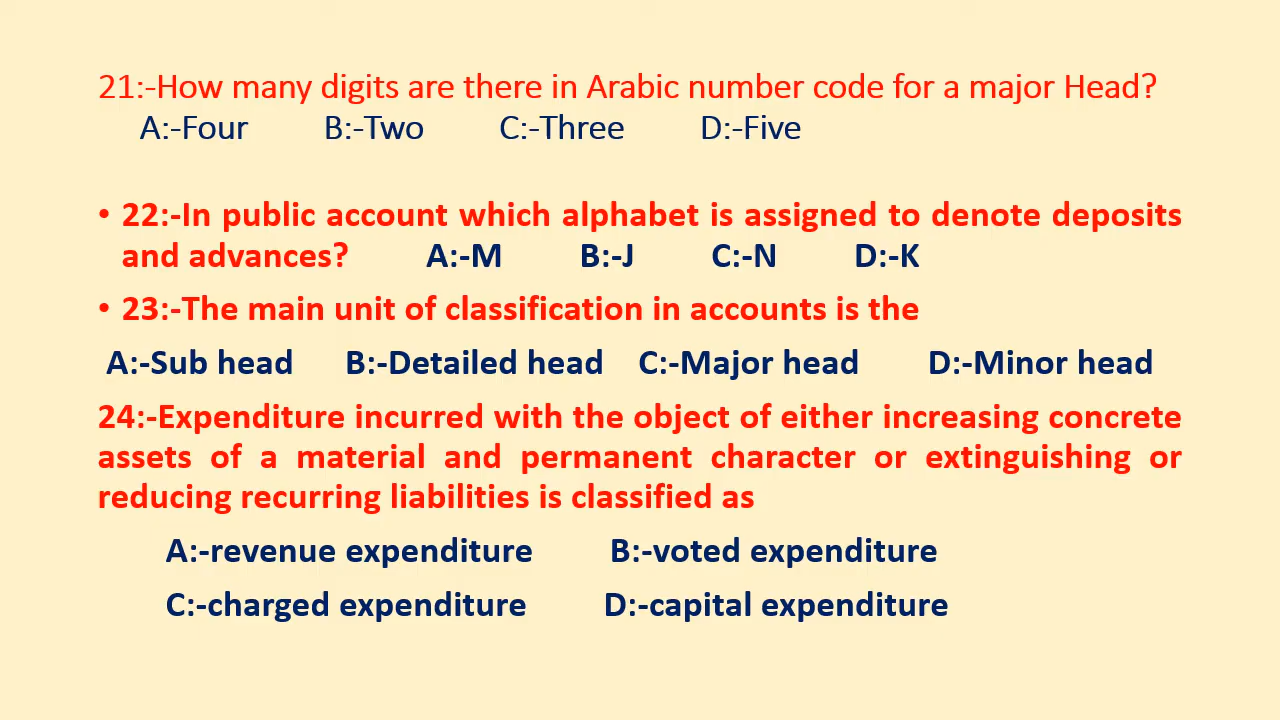 21:-How many digits are there in Arabic number code for a major Head?
A:-Four B:-Two C:-Three D:-Five
• 22:-In public account which alphabet is assigned to denote deposits
and advances? A:-M B:-J C:-N D:-K
• 23:-The main unit of classification in accounts is the
A:-Sub head B:-Detailed head C:-Major head D:-Minor head
24:-Expenditure incurred with the object of either increasing concrete
assets of a material and permanent character or extinguishing or
reducing recurring liabilities is classified as
A:-revenue expenditure B:-voted expenditure
C:-charged expenditure D:-capital expenditure